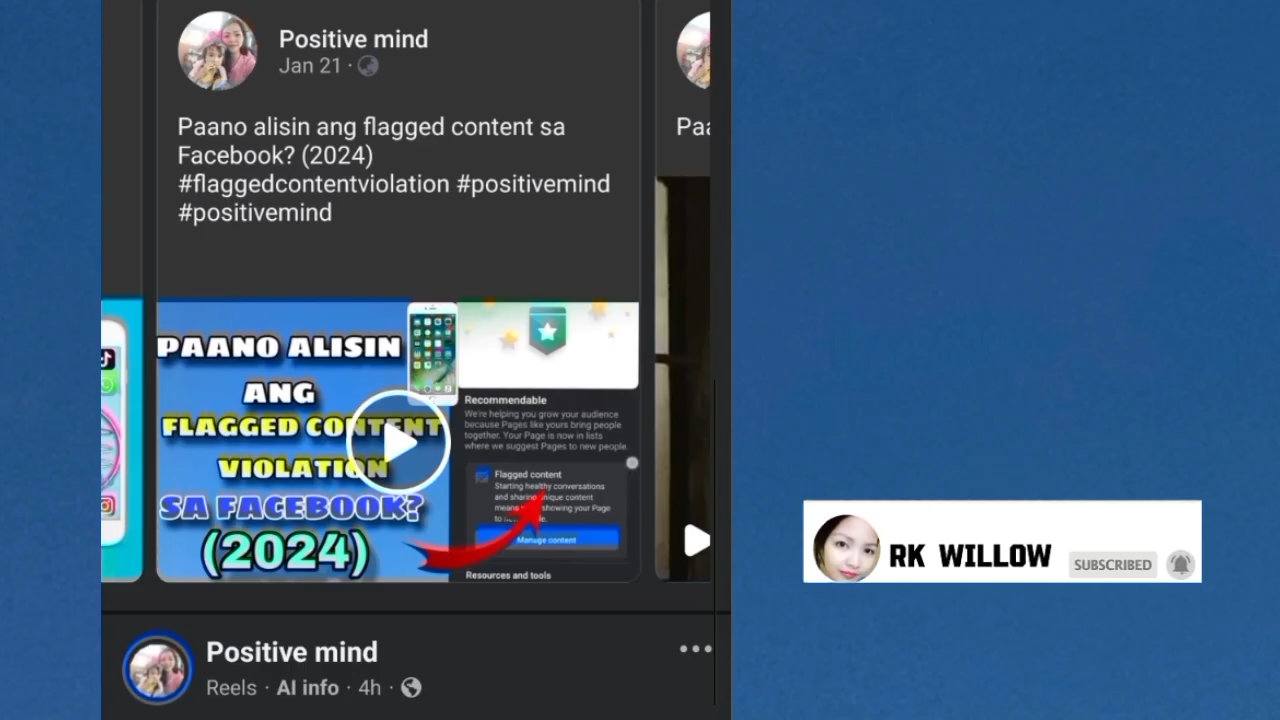 Positive mind
Jan 21 ·
Paano alisin ang flagged content sa
Facebook? (2024)
#flaggedcontentviolation #positivemind
#positivemind
Paa
PAANO ALISIN
ANG
FLAGGED CONTENT
VIOLATION
SA FACEBOOK?
(2024)
Recommendable
We're helping you grow your audience
because Pages like yours bring people
together. Your Page is now in lists
where we suggest Pages to new people.
Flagged content
Starting healthy conversations
and sharing unique content
means showing your Page
Manage content
Resources and tools
RK WILLOW
SUBSCRIBED
Positive mind
Reels · AI info · 4h ·